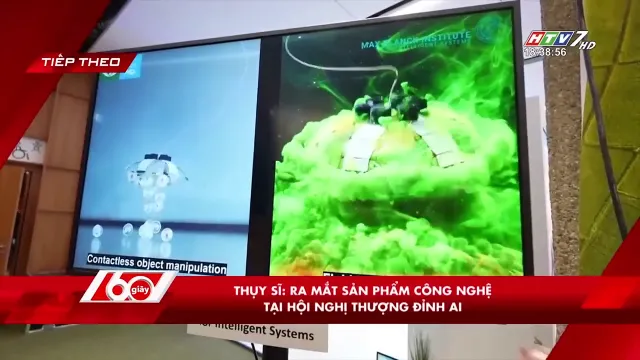 TIẾP THEO
MAX PLANCK INSTITUTE
HTV7 HD
18:38:56
Contactless object manipulation
60 giây
THỤY SĨ: RA MẮT SẢN PHẨM CÔNG NGHỆ
TẠI HỘI NGHỊ THƯỢNG ĐỈNH AI
for Intelligent Systems